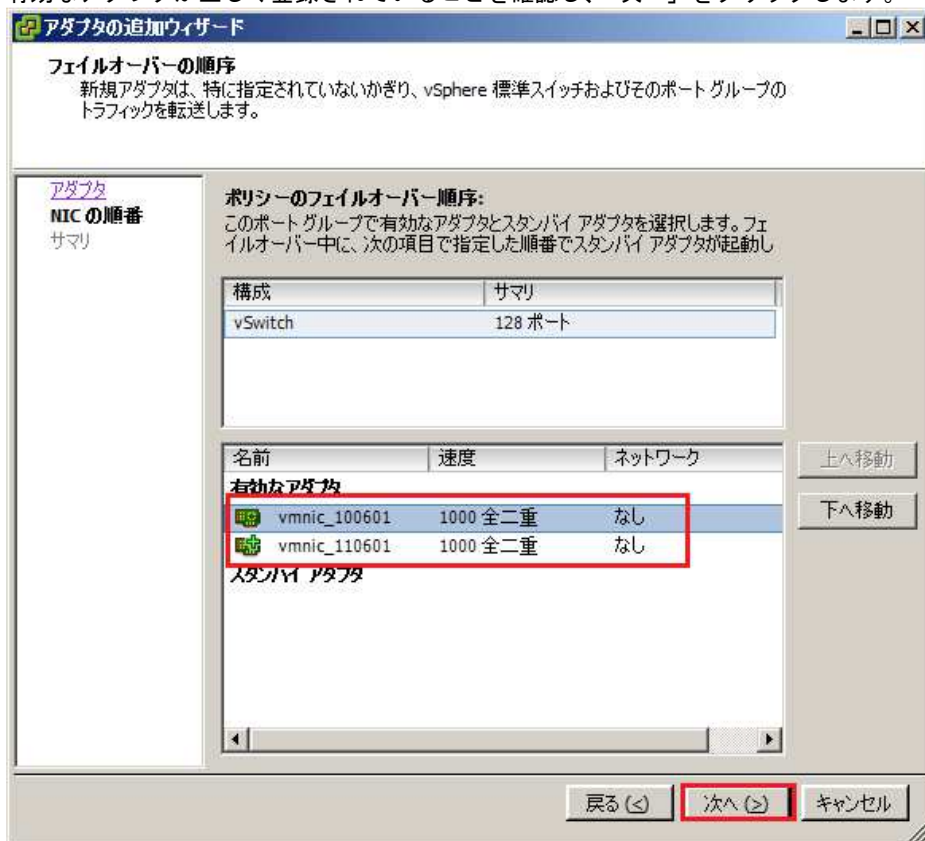 アダプタの追加ウィザード
フェイルオーバーの順序
新規アダプタは、特に指定されていないかぎり、vSphere 標準スイッチおよびそのポート グループの
トラフィックを転送します。
アダプタ
NIC の順番
サマリ
ポリシーのフェイルオーバー順序:
このポート グループで有効なアダプタとスタンバイ アダプタを選択します。フェ
イルオーバー中に、次の項目で指定した順番でスタンバイ アダプタが起動し
構成 サマリ
vSwitch 128 ポート
名前 速度 ネットワーク
有効なアダプタ
vmnic_100601 1000 全二重 なし
vmnic_110601 1000 全二重 なし
スタンバイ アダプタ
上へ移動
下へ移動
戻る (<) 次へ (>) キャンセル